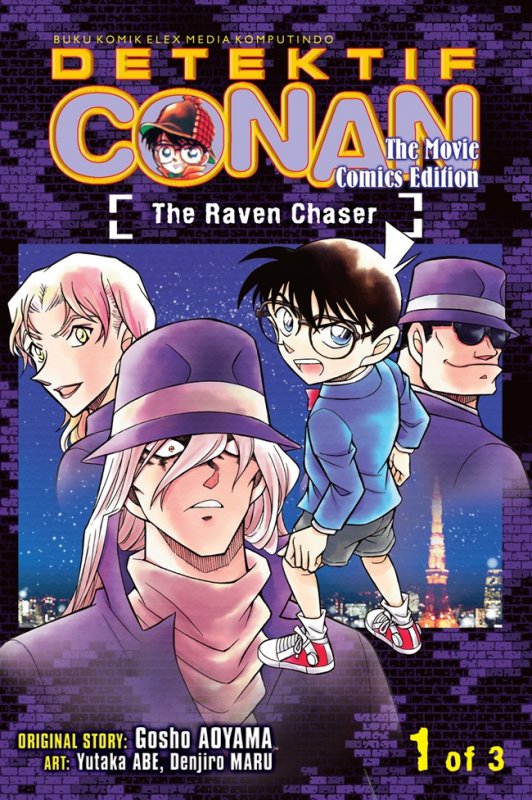 BUKU KOMIK ELEX MEDIA KOMPUTINDO
DETEKTIF
CONAN
The Movie
Comics Edition
[ The Raven Chaser ]
ORIGINAL STORY: Gosho AOYAMA
ART: Yutaka ABE, Denjiro MARU
1 of 3